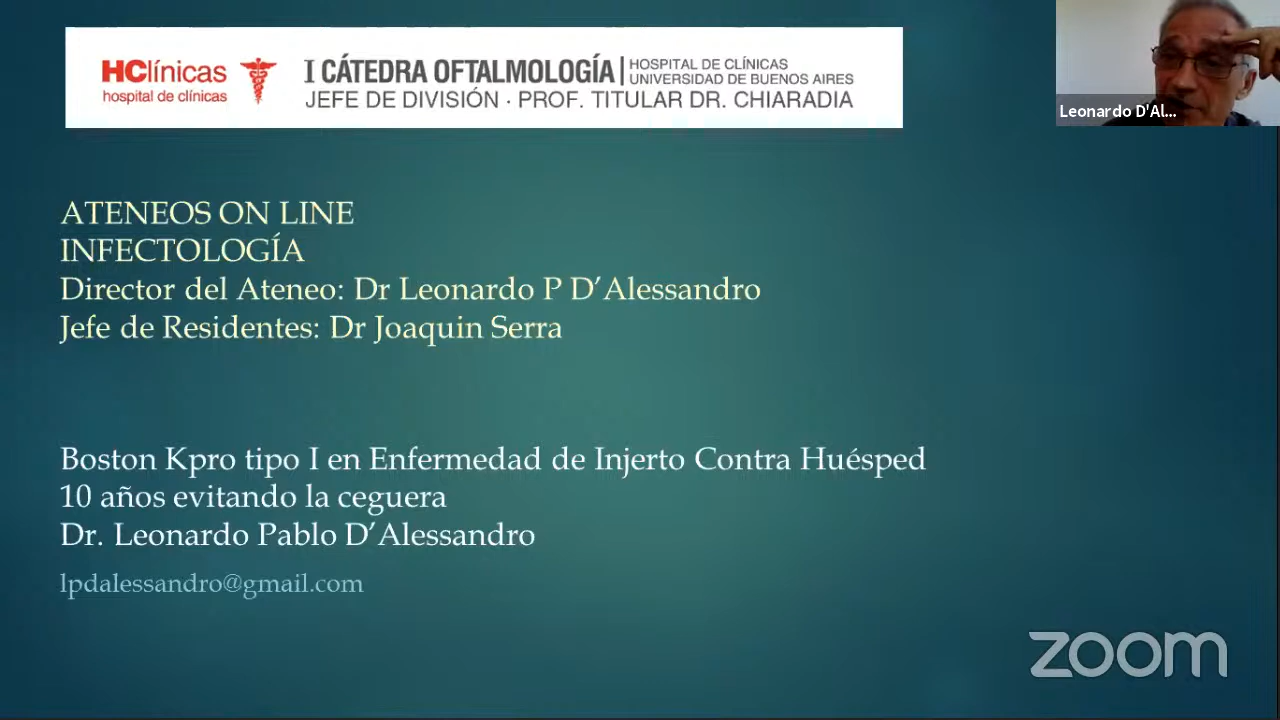 HClínicas
hospital de clínicas
I CÁTEDRA OFTALMOLOGÍA
HOSPITAL DE CLÍNICAS
UNIVERSIDAD DE BUENOS AIRES
JEFE DE DIVISIÓN · PROF. TITULAR DR. CHIARADIA
Leonardo D'Al...
ATENEOS ON LINE
INFECTOLOGÍA
Director del Ateneo: Dr Leonardo P D’Alessandro
Jefe de Residentes: Dr Joaquin Serra
Boston Kpro tipo I en Enfermedad de Injerto Contra Huésped
10 años evitando la ceguera
Dr. Leonardo Pablo D’Alessandro
lpdalessandro@gmail.com
zoom